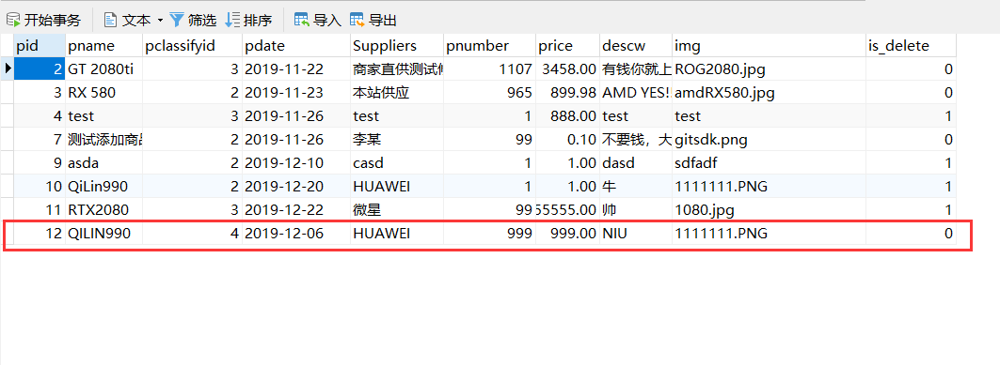 开始事务 文本 筛选 排序 导入 导出
pid pname pclassifyid pdate Suppliers pnumber price descw img is_delete
2 GT 2080ti 3 2019-11-22 商家直供测试 1107 3458.00 有钱你就上 ROG2080.jpg 0
3 RX 580 2 2019-11-23 本站供应 965 899.98 AMD YES! amdRX580.jpg 0
4 test 3 2019-11-26 test 1 888.00 test test 1
7 测试添加商 2 2019-11-26 李某 99 0.10 不要钱，大 gitsdk.png 0
9 asda 2 2019-12-10 casd 1 1.00 dasd sdfadf 1
10 QiLin990 2 2019-12-20 HUAWEI 1 1.00 牛 1111111.PNG 1
11 RTX2080 3 2019-12-22 微星 99 55555.00 帅 1080.jpg 1
12 QILIN990 4 2019-12-06 HUAWEI 999 999.00 NIU 1111111.PNG 0